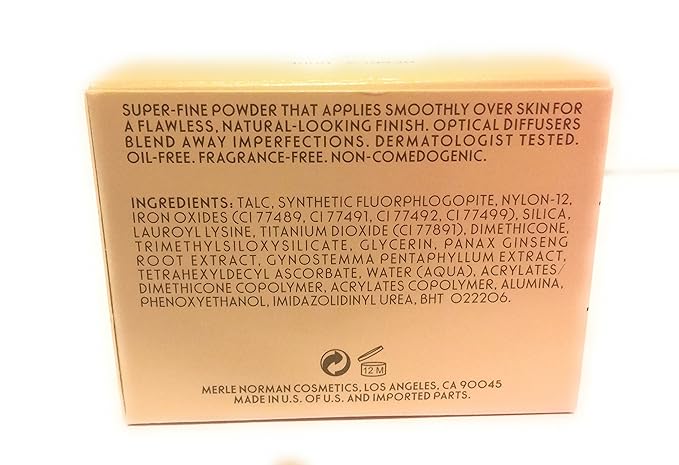 SUPER-FINE POWDER THAT APPLIES SMOOTHLY OVER SKIN FOR
A FLAWLESS, NATURAL-LOOKING FINISH. OPTICAL DIFFUSERS
BLEND AWAY IMPERFECTIONS. DERMATOLOGIST TESTED.
OIL-FREE. FRAGRANCE-FREE. NON-COMEDOGENIC.
INGREDIENTS: TALC, SYNTHETIC FLUORPHLOGOPITE, NYLON-12,
IRON OXIDES (CI 77489, CI 77491, CI 77492, CI 77499), SILICA,
LAUROYL LYSINE, TITANIUM DIOXIDE (CI 77891), DIMETHICONE,
TRIMETHYLSILOXYSILICATE, GLYCERIN, PANAX GINSENG
ROOT EXTRACT, GYNOSTEMMA PENTAPHYLLUM EXTRACT,
TETRAHEXYLDECYL ASCORBATE, WATER (AQUA), ACRYLATES/
DIMETHICONE COPOLYMER, ACRYLATES COPOLYMER, ALUMINA,
PHENOXYETHANOL, IMIDAZOLIDINYL UREA, BHT 022206.
12 M
MERLE NORMAN COSMETICS, LOS ANGELES, CA 90045
MADE IN U.S. OF U.S. AND IMPORTED PARTS.